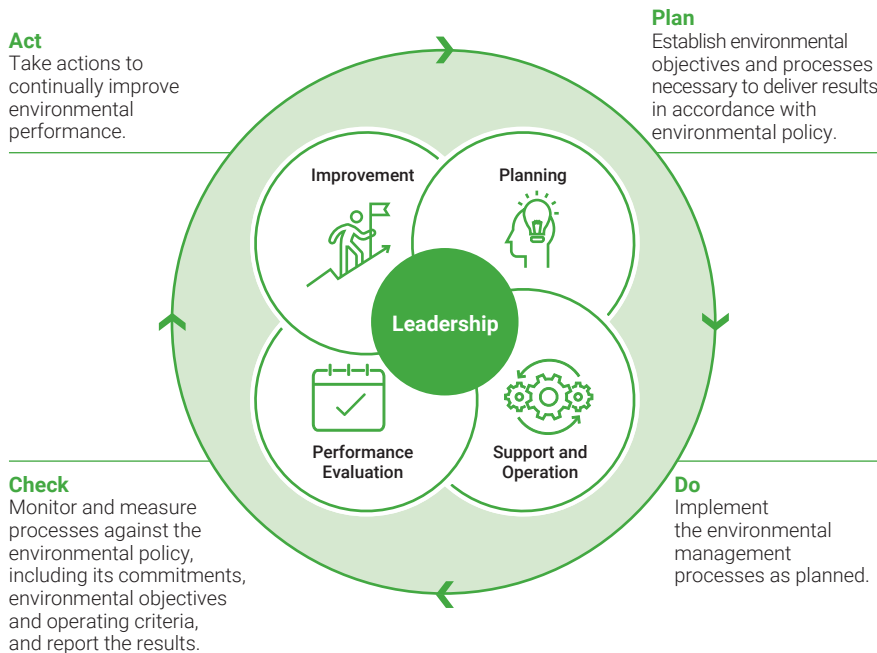 Act
Take actions to
continually improve
environmental
performance.
Plan
Establish environmental
objectives and processes
necessary to deliver results
in accordance with
environmental policy.
Improvement
Planning
Leadership
Performance
Evaluation
Support and
Operation
Check
Monitor and measure
processes against the
environmental policy,
including its commitments,
environmental objectives
and operating criteria,
and report the results.
Do
Implement
the environmental
management
processes as planned.